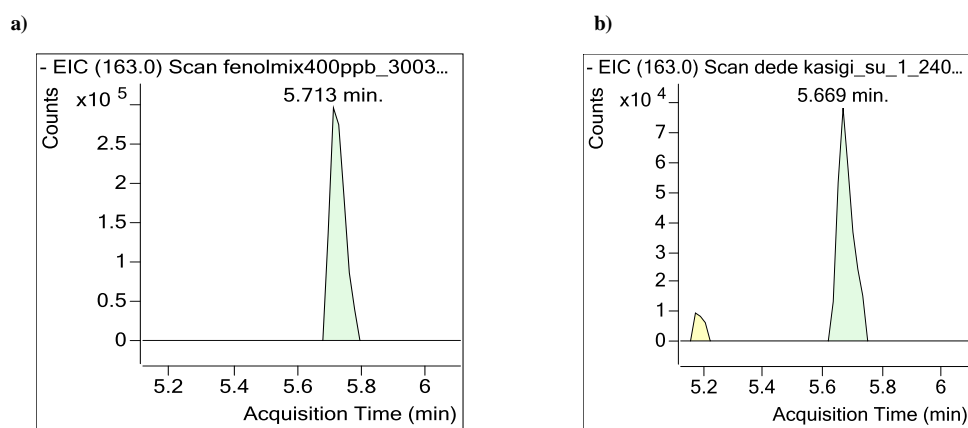 a)
- EIC (163.0) Scan fenolmix400ppb_3003...
x10 5
5.713 min.
Counts
2.5
2
1.5
1
0.5
0
5.2 5.4 5.6 5.8 6
Acquisition Time (min)
b)
- EIC (163.0) Scan dede kasigi_su_1_240...
x10 4
5.669 min.
Counts
7
6
5
4
3
2
1
0
5.2 5.4 5.6 5.8 6
Acquisition Time (min)